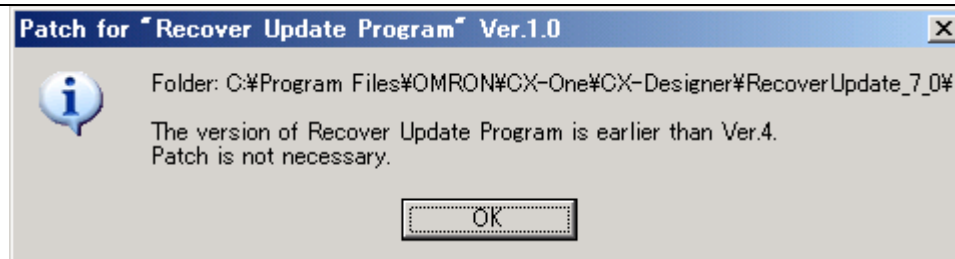 Patch for "Recover Update Program" Ver.1.0
Folder: C:¥Program Files¥OMRON¥CX-One¥CX-Designer¥RecoverUpdate_7_0¥
The version of Recover Update Program is earlier than Ver.4.
Patch is not necessary.
OK